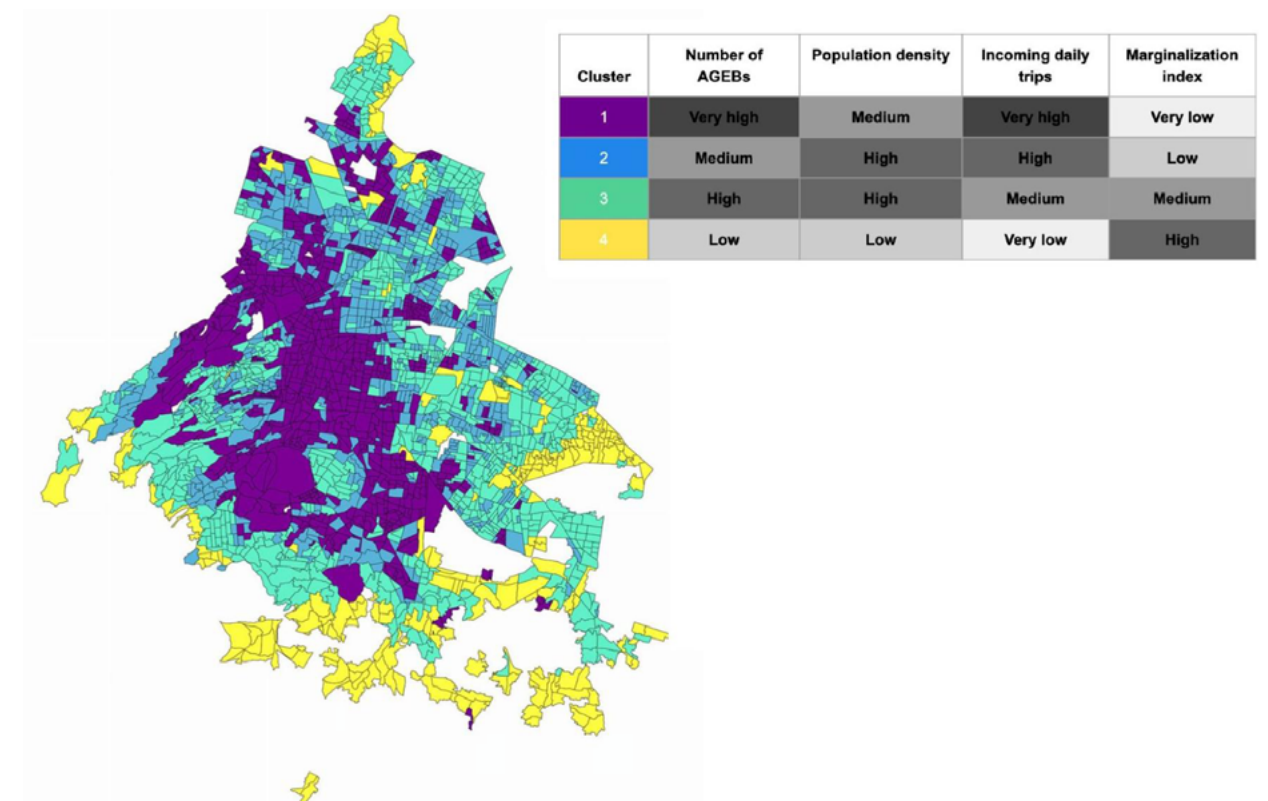 Cluster Number of AGEBs Population density Incoming daily trips Marginalization index
1 Very high Medium Very high Very low
2 Medium High High Low
3 High High Medium Medium
4 Low Low Very low High